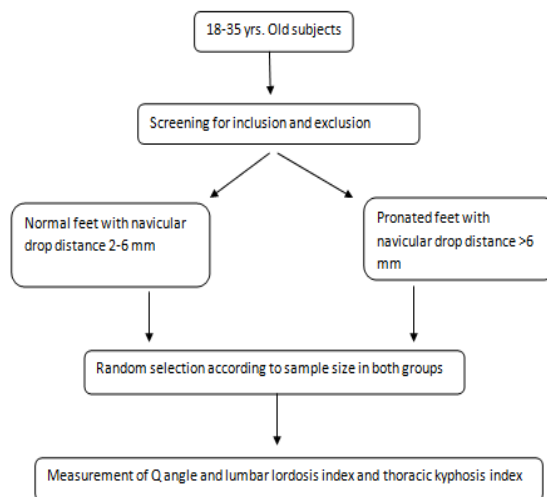 18-35 yrs. Old subjects
Screening for inclusion and exclusion
Normal feet with navicular
drop distance 2-6 mm
Pronated feet with
navicular drop distance >6
mm
Random selection according to sample size in both groups
Measurement of Q angle and lumbar lordosis index and thoracic kyphosis index